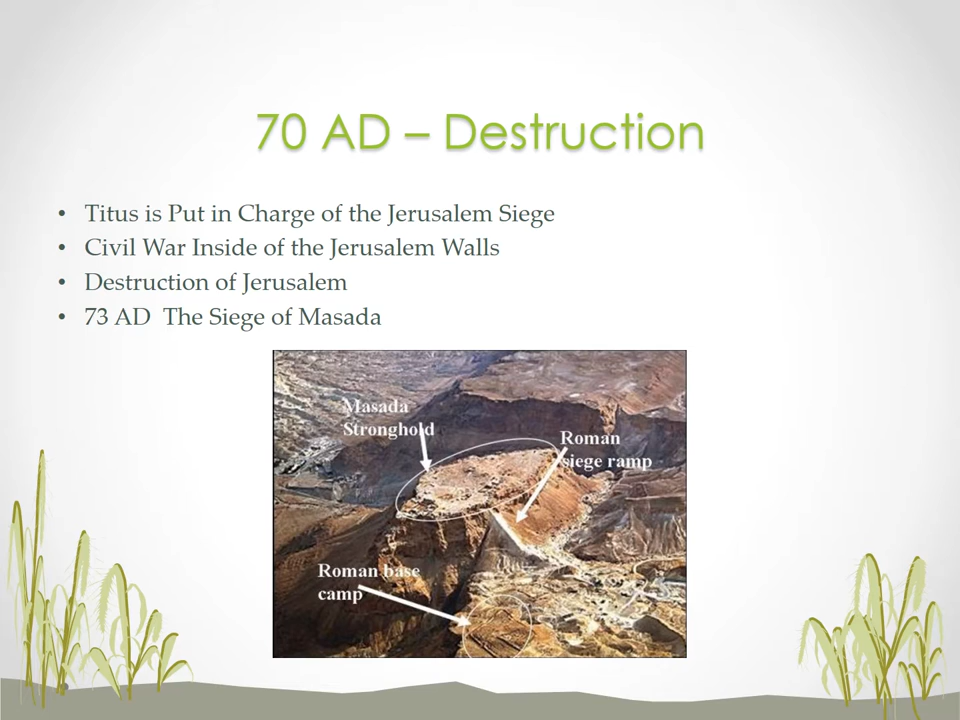 70 AD – Destruction
• Titus is Put in Charge of the Jerusalem Siege
• Civil War Inside of the Jerusalem Walls
• Destruction of Jerusalem
• 73 AD  The Siege of Masada
Masada
Stronghold
Roman
siege ramp
Roman base
camp